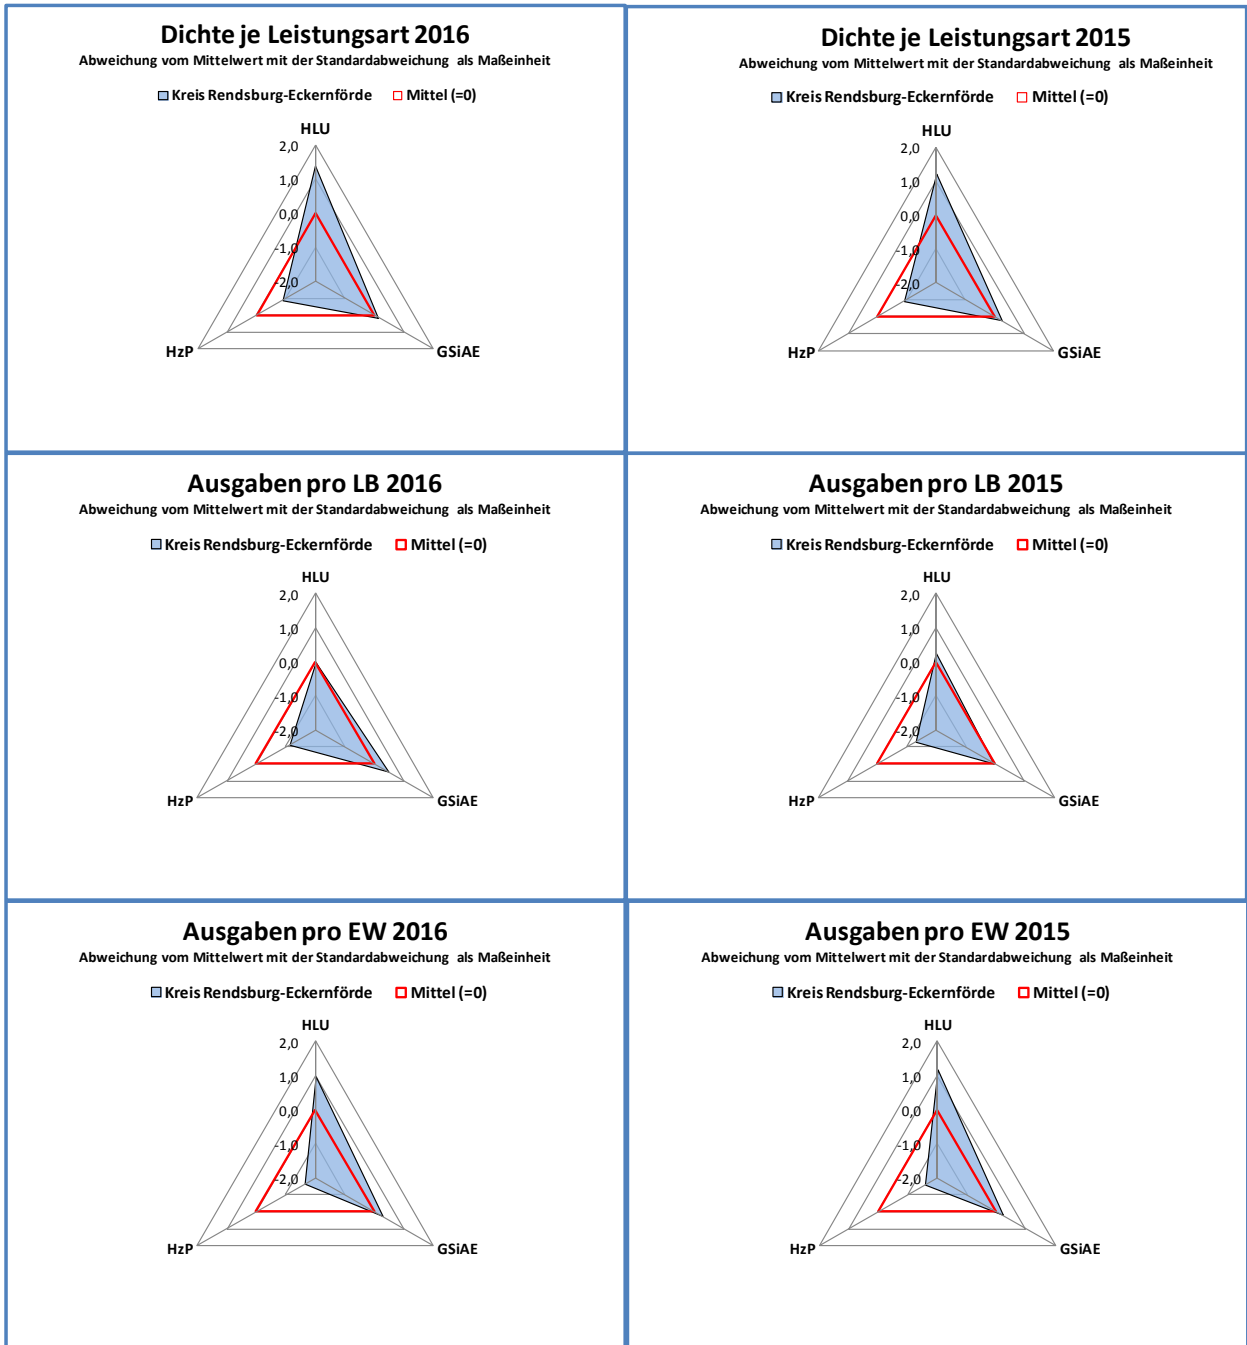 Dichte je Leistungsart 2016
Abweichung vom Mittelwert mit der Standardabweichung als Maßeinheit
Kreis Rendsburg-Eckernförde Mittel (=0)
HLU
2,0
1,0
0,0
-1,0
-2,0
HzP
GSiAE
Dichte je Leistungsart 2015
Abweichung vom Mittelwert mit der Standardabweichung als Maßeinheit
Kreis Rendsburg-Eckernförde Mittel (=0)
HLU
2,0
1,0
0,0
-1,0
-2,0
HzP
GSiAE
Ausgaben pro LB 2016
Abweichung vom Mittelwert mit der Standardabweichung als Maßeinheit
Kreis Rendsburg-Eckernförde Mittel (=0)
HLU
2,0
1,0
0,0
-1,0
-2,0
HzP
GSiAE
Ausgaben pro LB 2015
Abweichung vom Mittelwert mit der Standardabweichung als Maßeinheit
Kreis Rendsburg-Eckernförde Mittel (=0)
HLU
2,0
1,0
0,0
-1,0
-2,0
HzP
GSiAE
Ausgaben pro EW 2016
Abweichung vom Mittelwert mit der Standardabweichung als Maßeinheit
Kreis Rendsburg-Eckernförde Mittel (=0)
HLU
2,0
1,0
0,0
-1,0
-2,0
HzP
GSiAE
Ausgaben pro EW 2015
Abweichung vom Mittelwert mit der Standardabweichung als Maßeinheit
Kreis Rendsburg-Eckernförde Mittel (=0)
HLU
2,0
1,0
0,0
-1,0
-2,0
HzP
GSiAE